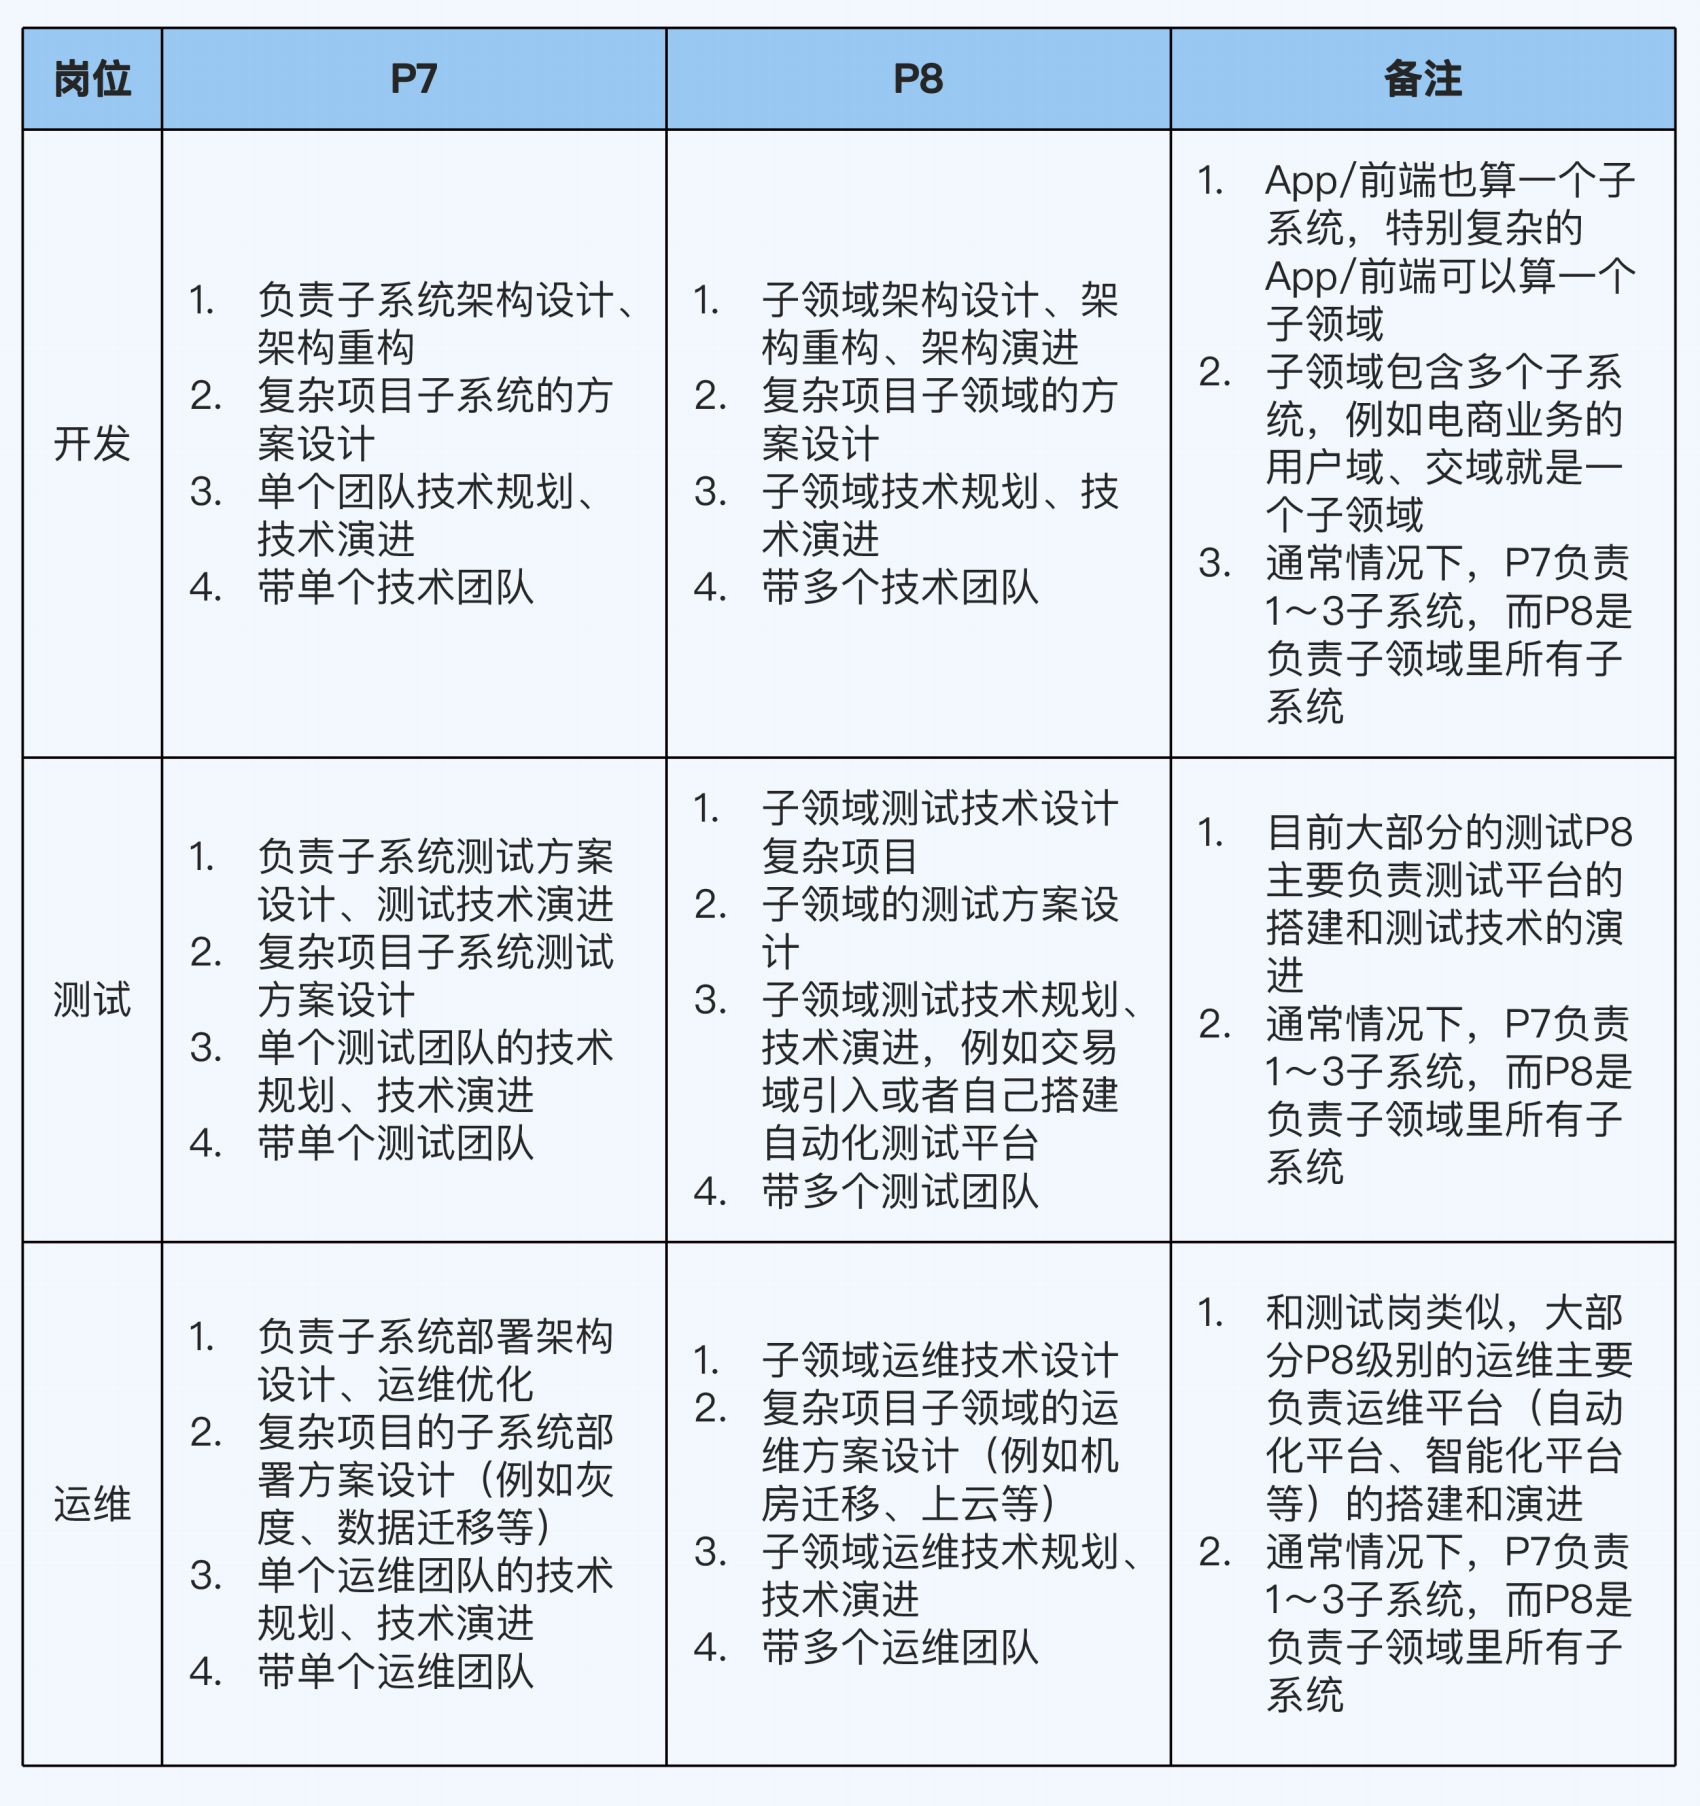 岗位
P7
P8
备注
开发
1. 负责子系统架构设计、
架构重构
2. 复杂项目子系统的方
案设计
3. 单个团队技术规划、
技术演进
4. 带单个技术团队
1. 子领域架构设计、架
构重构、架构演进
2. 复杂项目子领域的方
案设计
3. 子领域技术规划、技
术演进
4. 带多个技术团队
1. App/前端也算一个子
系统，特别复杂的
App/前端可以算一个
子领域
2. 子领域包含多个子系
统，例如电商业务的
用户域、交域就是一
个子领域
3. 通常情况下，P7负责
1～3子系统，而P8是
负责子领域里所有子
系统
测试
1. 负责子系统测试方案
设计、测试技术演进
2. 复杂项目子系统测试
方案设计
3. 单个测试团队的技术
规划、技术演进
4. 带单个测试团队
1. 子领域测试技术设计
复杂项目
2. 子领域的测试方案设
计
3. 子领域测试技术规划、
技术演进，例如交易
域引入或者自己搭建
自动化测试平台
4. 带多个测试团队
1. 目前大部分的测试P8
主要负责测试平台的
搭建和测试技术的演
进
2. 通常情况下，P7负责
1～3子系统，而P8是
负责子领域里所有子
系统
运维
1. 负责子系统部署架构
设计、运维优化
2. 复杂项目的子系统部
署方案设计（例如灰
度、数据迁移等）
3. 单个运维团队的技术
规划、技术演进
4. 带单个运维团队
1. 子领域运维技术设计
2. 复杂项目子领域的运
维方案设计（例如机
房迁移、上云等）
3. 子领域运维技术规划、
技术演进
4. 带多个运维团队
1. 和测试岗类似，大部
分P8级别的运维主要
负责运维平台（自动
化平台、智能化平台
等）的搭建和演进
2. 通常情况下，P7负责
1～3子系统，而P8是
负责子领域里所有子
系统